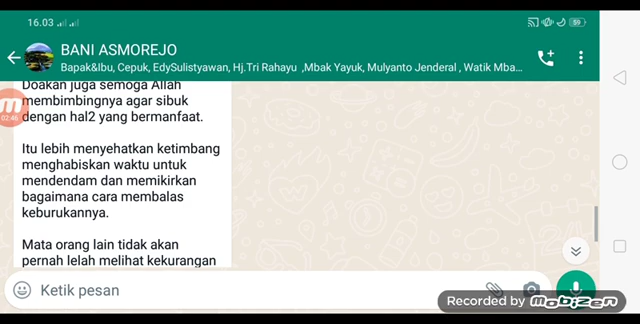 16.03
59
BANI ASMOREJO
Bapak&Ibu, Cepuk, EdySulistyawan, Hj.Tri Rahayu ,Mbak Yayuk, Mulyanto Jenderal , Watik Mba...
Doakan juga semoga Allah
membimbingnya agar sibuk
dengan hal2 yang bermanfaat.
02:46
Itu lebih menyehatkan ketimbang
menghabiskan waktu untuk
mendendam dan memikirkan
bagaimana cara membalas
keburukannya.
Mata orang lain tidak akan
pernah lelah melihat kekurangan
Ketik pesan
Recorded by Mobizen